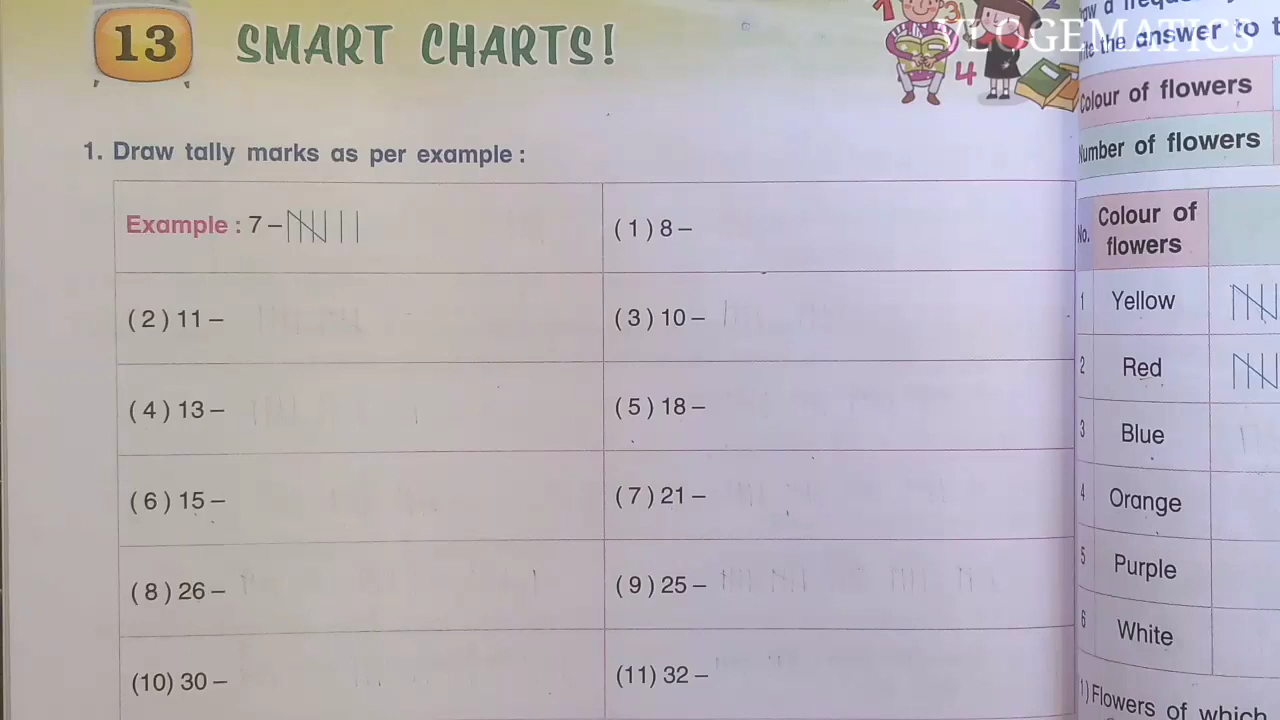 13 SMART CHARTS!
VLOGEMATICS
1. Draw tally marks as per example :
Example : 7 –
( 1 ) 8 –
( 2 ) 11 –
( 3 ) 10 –
( 4 ) 13 –
( 5 ) 18 –
( 6 ) 15 –
( 7 ) 21 –
( 8 ) 26 –
( 9 ) 25 –
(10) 30 –
(11) 32 –
the answer to
Colour of flowers
Number of flowers
No. Colour of
flowers
1 Yellow
2 Red
3 Blue
4 Orange
5 Purple
6 White
1) Flowers of which